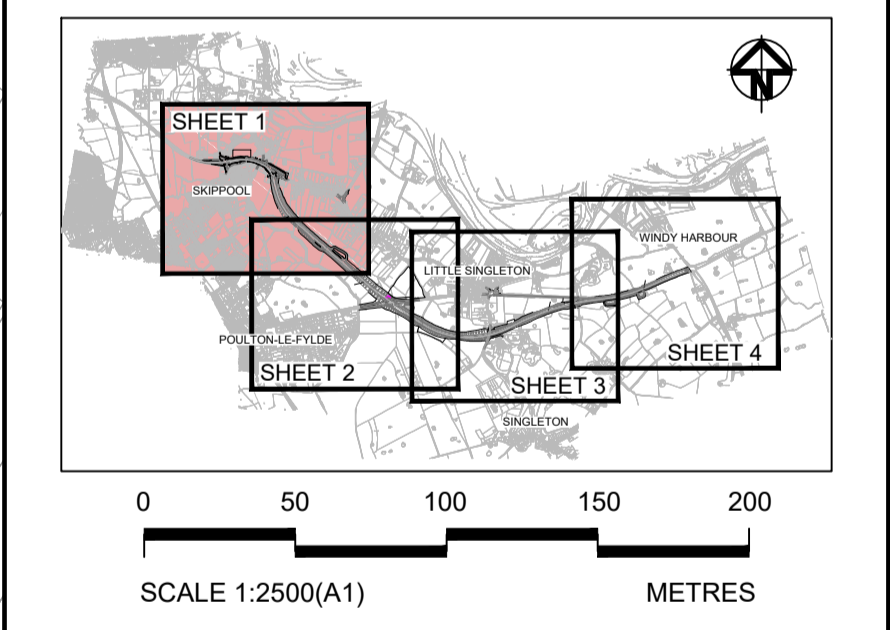 N
SHEET 1
SKIPPOOL
WINDY HARBOUR
LITTLE SINGLETON
POULTON-LE-FYLDE
SHEET 4
SHEET 2
SHEET 3
SINGLETON
0 50 100 150 200
SCALE 1:2500(A1) METRES